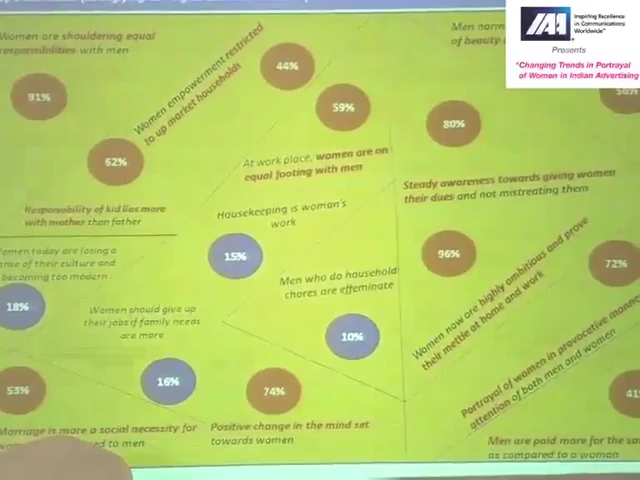 Women are shouldering equal
responsibilities with men
91%
Women empowerment restricted
to up market households
44%
59%
Men norm
of beauty
IAA
Inspiring Excellence
in Communications
Worldwide"
Presents
"Changing Trends in Portrayal
of Women in Indian Advertising
80%
62%
At work place, women are on
equal footing with men
Steady awareness towards giving women
their dues and not mistreating them
Responsibility of kid lies more
with mother than father
Housekeeping is woman's
work
15%
96%
72%
Women today are losing a
sense of their culture and
becoming too modern
18%
Men who do household
chores are effeminate
10%
Women now are highly ambitious and prove
their mettle at home and work
Women should give up
their jobs if family needs
are more
16%
53%
74%
Portrayal of women in provocative manner
attention of both men and women
41
Marriage is more a social necessity for
to men
Positive change in the mind set
towards women
Men are paid more for the sa
as compared to a woman